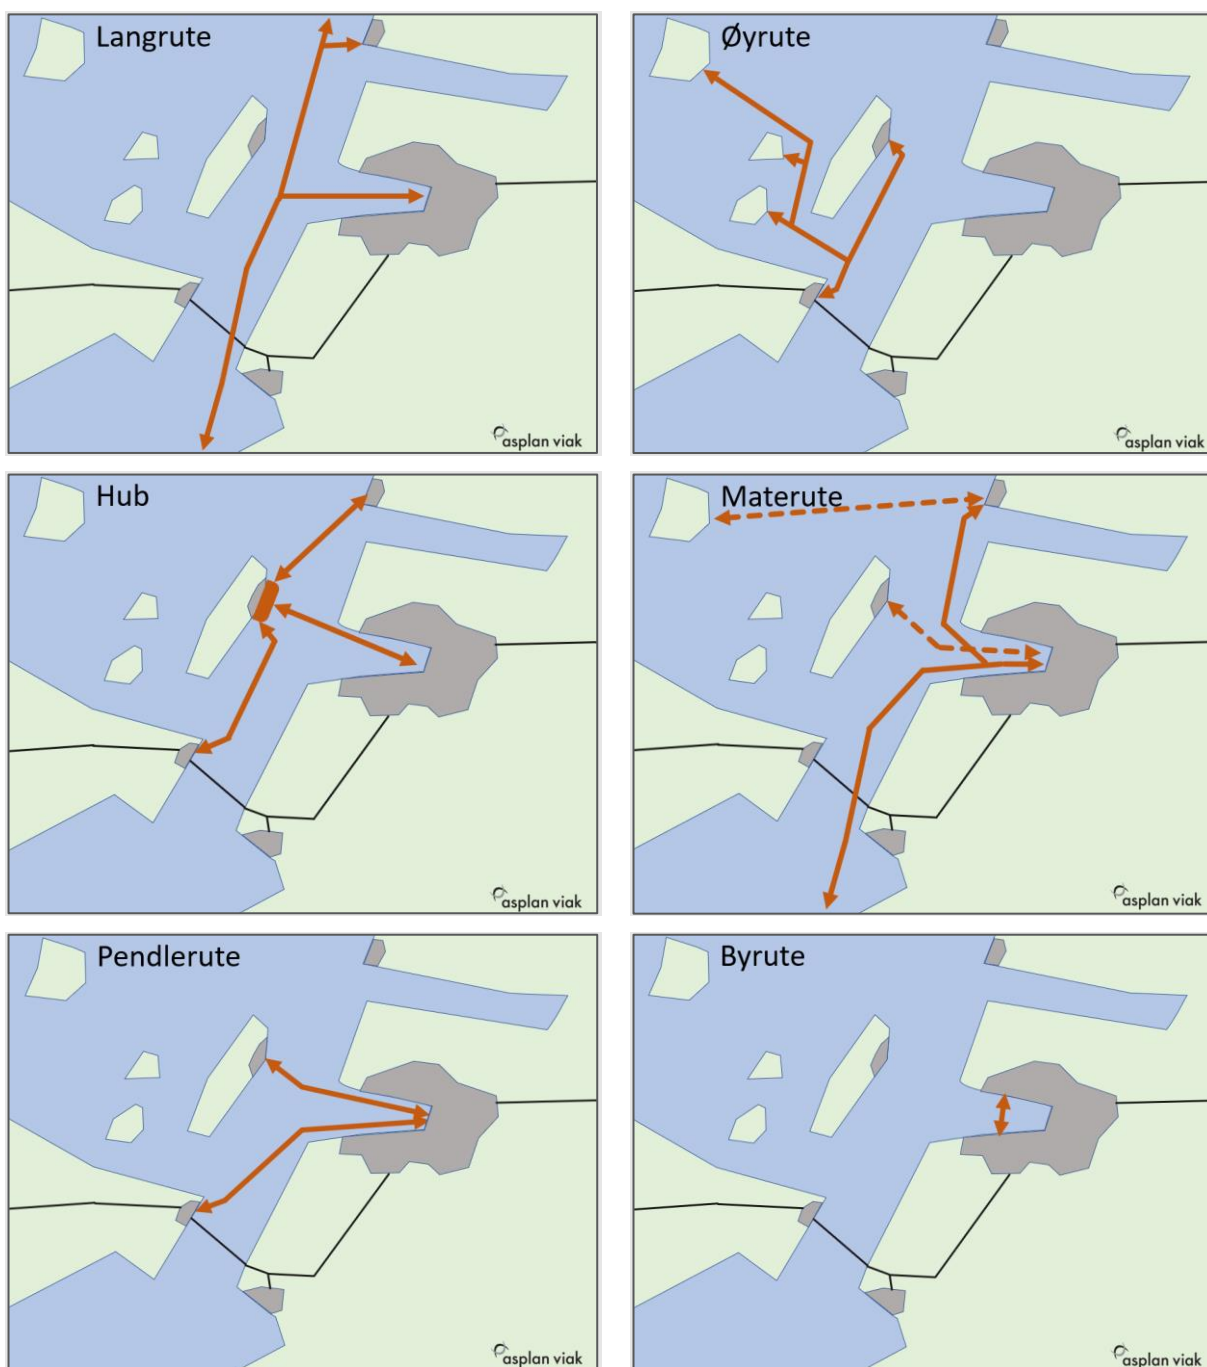 Langrute
asplan viak
Øyrute
asplan viak
Hub
asplan viak
Materute
asplan viak
Pendlerute
asplan viak
Byrute
asplan viak